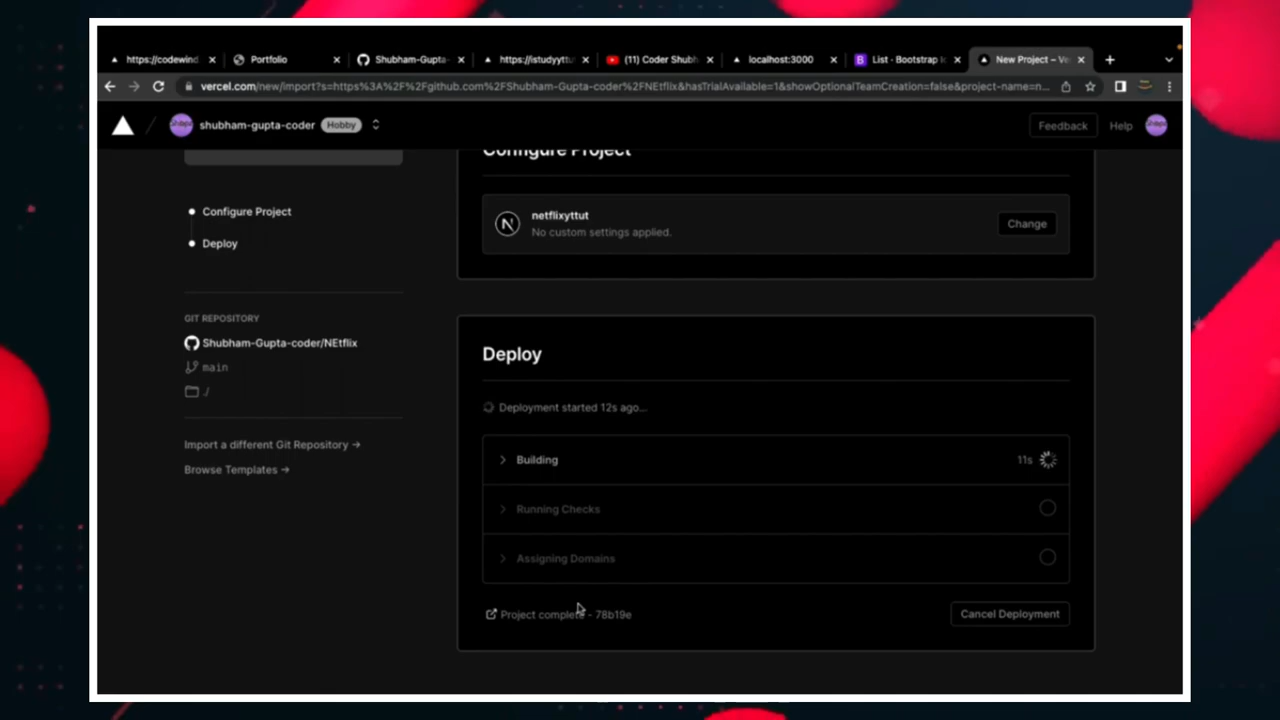 https://codewind
Portfolio
Shubham-Gupta-
https://istudyytu
(11) Coder Shubh
localhost:3000
List · Bootstrap Ic
New Project – Ve
vercel.com/new/import?s=https%3A%2F%2Fgithub.com%2FShubham-Gupta-coder%2FNEtflix&hasTrialAvailable=1&showOptionalTeamCreation=false&project-name=n...
shubham-gupta-coder
Hobby
Feedback
Help
Configure Project
Configure Project
Deploy
netflixyttut
No custom settings applied.
Change
GIT REPOSITORY
Shubham-Gupta-coder/NEtflix
main
./
Import a different Git Repository →
Browse Templates →
Deploy
Deployment started 12s ago...
Building
11s
Running Checks
Assigning Domains
Project complete - 78b19e
Cancel Deployment